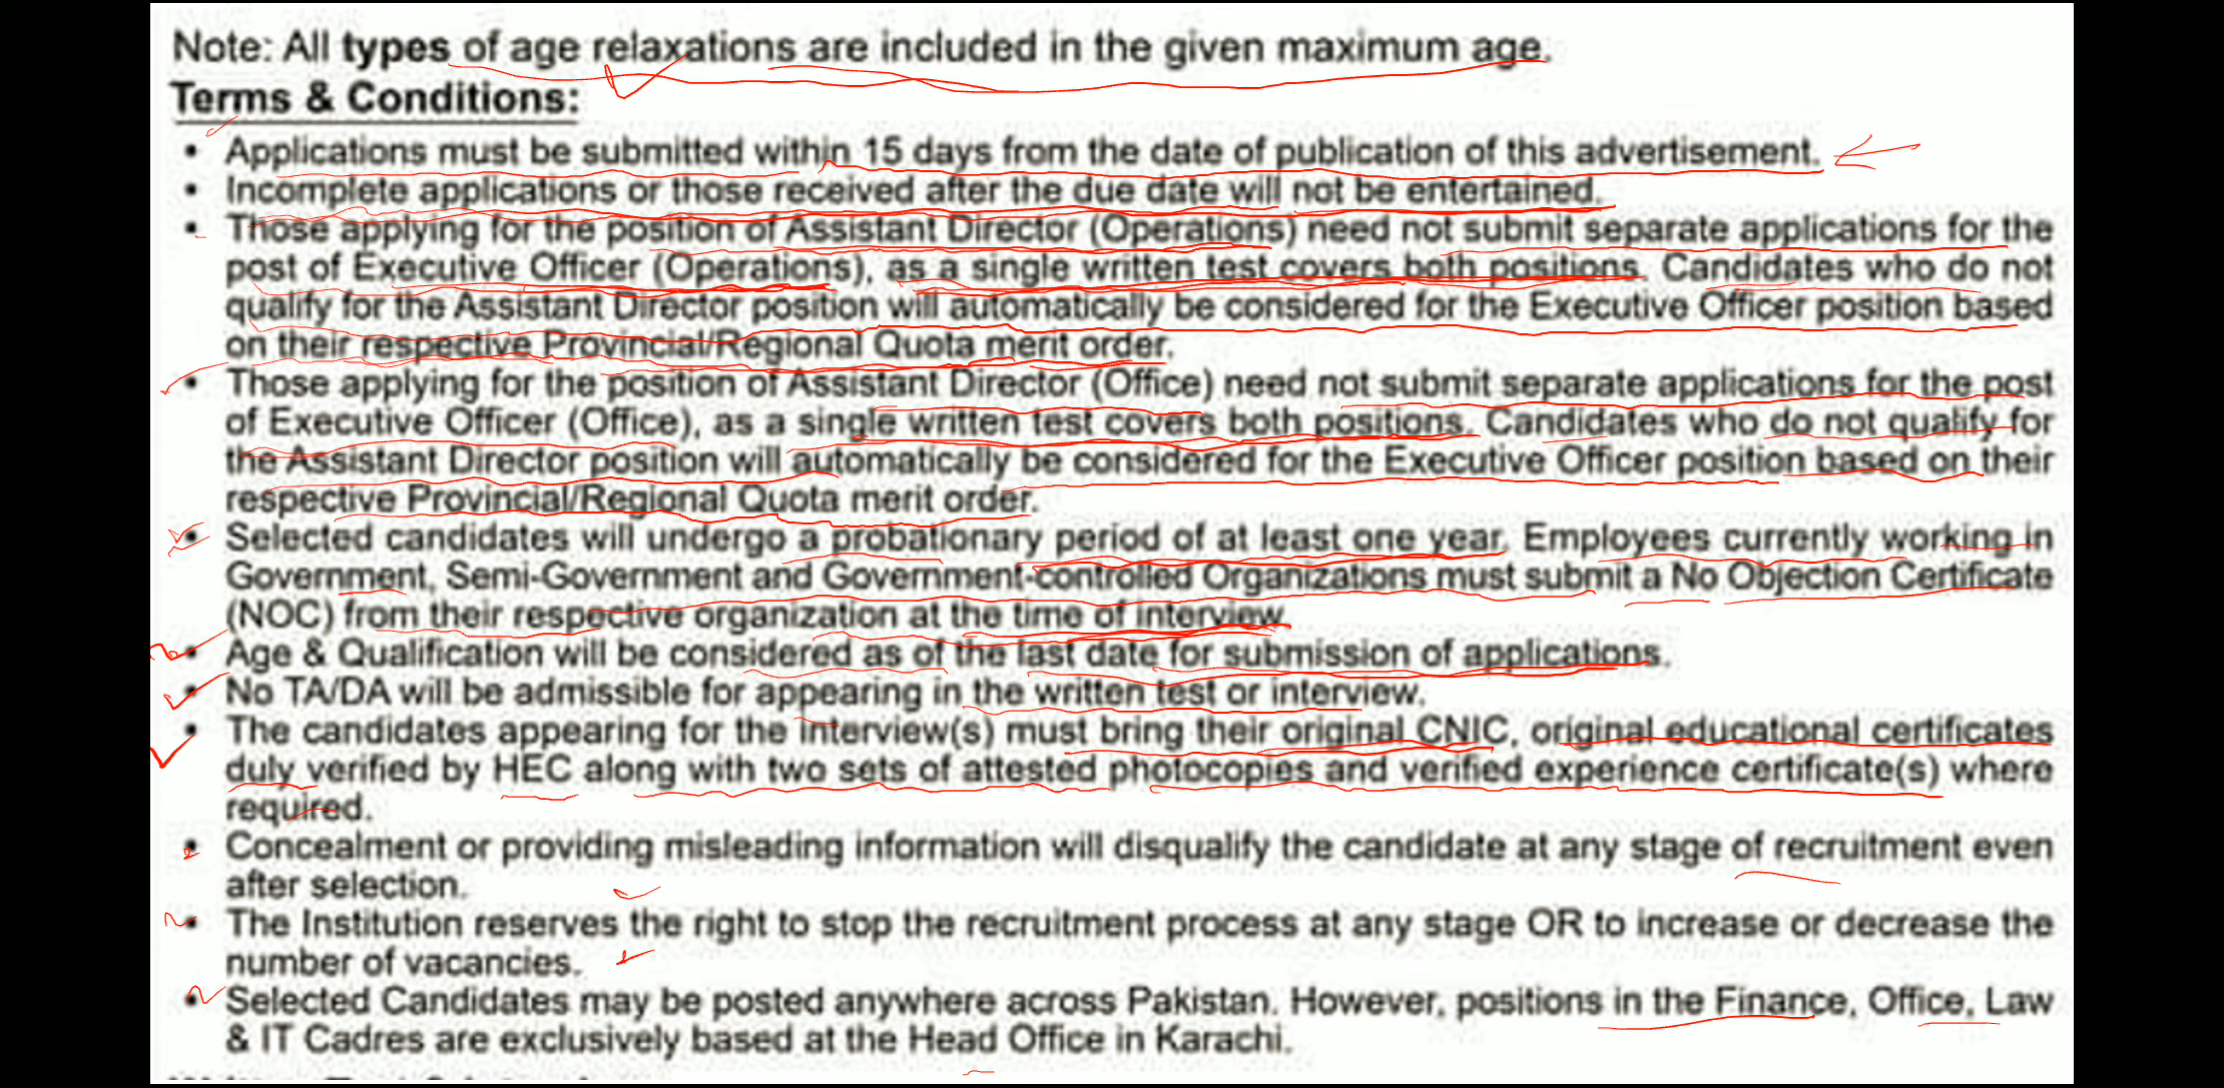 Note: All types of age relaxations are included in the given maximum age.
Terms & Conditions:
• Applications must be submitted within 15 days from the date of publication of this advertisement.
• Incomplete applications or those received after the due date will not be entertained.
• Those applying for the position of Assistant Director (Operations) need not submit separate applications for the
post of Executive Officer (Operations), as a single written test covers both positions. Candidates who do not
qualify for the Assistant Director position will automatically be considered for the Executive Officer position based
on their respective Provincial/Regional Quota merit order.
• Those applying for the position of Assistant Director (Office) need not submit separate applications for the post
of Executive Officer (Office), as a single written test covers both positions. Candidates who do not qualify for
the Assistant Director position will automatically be considered for the Executive Officer position based on their
respective Provincial/Regional Quota merit order.
• Selected candidates will undergo a probationary period of at least one year. Employees currently working in
Government, Semi-Government and Government-controlled Organizations must submit a No Objection Certificate
(NOC) from their respective organization at the time of interview.
• Age & Qualification will be considered as of the last date for submission of applications.
• No TA/DA will be admissible for appearing in the written test or interview.
• The candidates appearing for the interview(s) must bring their original CNIC, original educational certificates
duly verified by HEC along with two sets of attested photocopies and verified experience certificate(s) where
required.
• Concealment or providing misleading information will disqualify the candidate at any stage of recruitment even
after selection.
• The Institution reserves the right to stop the recruitment process at any stage OR to increase or decrease the
number of vacancies.
• Selected Candidates may be posted anywhere across Pakistan. However, positions in the Finance, Office, Law
& IT Cadres are exclusively based at the Head Office in Karachi.